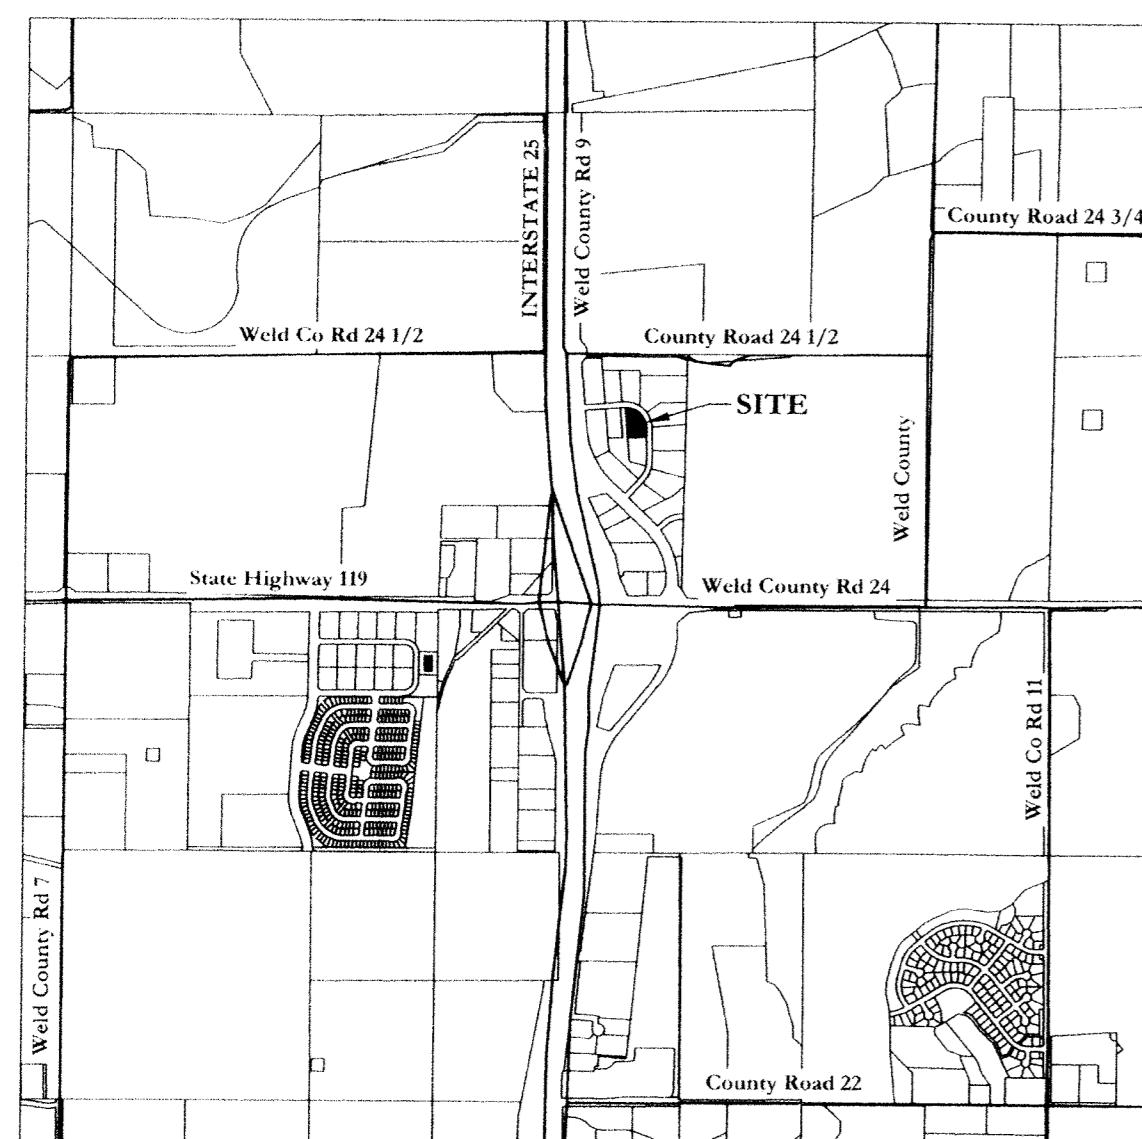 INTERSTATE 25
Weld County Rd 9
County Road 24 3/4
Weld Co Rd 24 1/2
County Road 24 1/2
SITE
Weld County
State Highway 119
Weld County Rd 24
Weld Co Rd 11
Weld County Rd 7
County Road 22